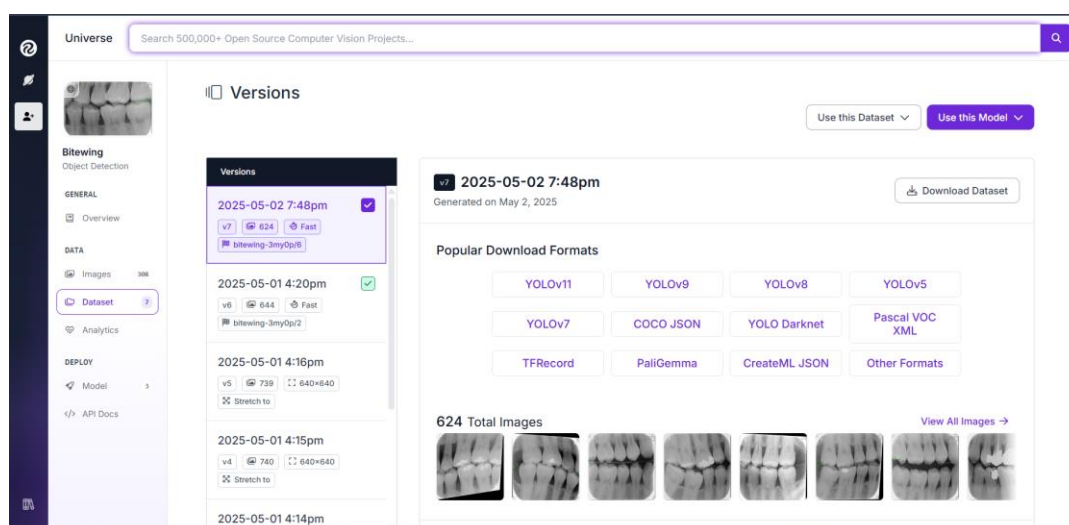 Universe
Search 500,000+ Open Source Computer Vision Projects...
Bitewing
Object Detection
GENERAL
Overview
DATA
Images 306
Dataset 7
Analytics
DEPLOY
Model 3
</> API Docs
Versions
Use this Dataset
Use this Model
Versions
2025-05-02 7:48pm
v7 624 Fast
bitewing-3my0p/6
2025-05-01 4:20pm
v6 644 Fast
bitewing-3my0p/2
2025-05-01 4:16pm
v5 739 640×640
Stretch to
2025-05-01 4:15pm
v4 740 640×640
Stretch to
2025-05-01 4:14pm
v7 2025-05-02 7:48pm
Generated on May 2, 2025
Download Dataset
Popular Download Formats
YOLOv11 YOLOv9 YOLOv8 YOLOv5
YOLOv7 COCO JSON YOLO Darknet Pascal VOC XML
TFRecord PaliGemma CreateML JSON Other Formats
624 Total Images
View All Images →